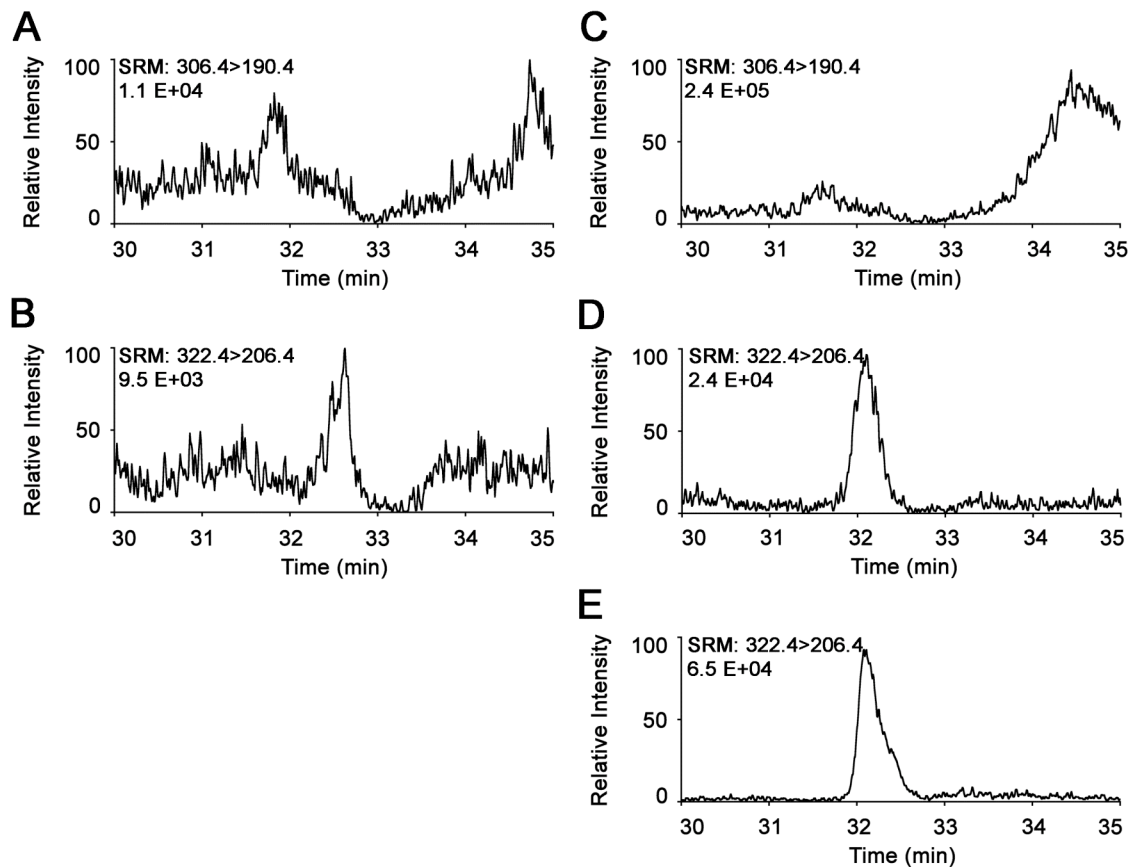 A
SRM: 306.4>190.4
1.1 E+04
Relative Intensity
100
50
0
30 31 32 33 34 35
Time (min)
B
SRM: 322.4>206.4
9.5 E+03
Relative Intensity
100
50
0
30 31 32 33 34 35
Time (min)
C
SRM: 306.4>190.4
2.4 E+05
Relative Intensity
100
50
0
30 31 32 33 34 35
Time (min)
D
SRM: 322.4>206.4
2.4 E+04
Relative Intensity
100
50
0
30 31 32 33 34 35
Time (min)
E
SRM: 322.4>206.4
6.5 E+04
Relative Intensity
100
50
0
30 31 32 33 34 35
Time (min)